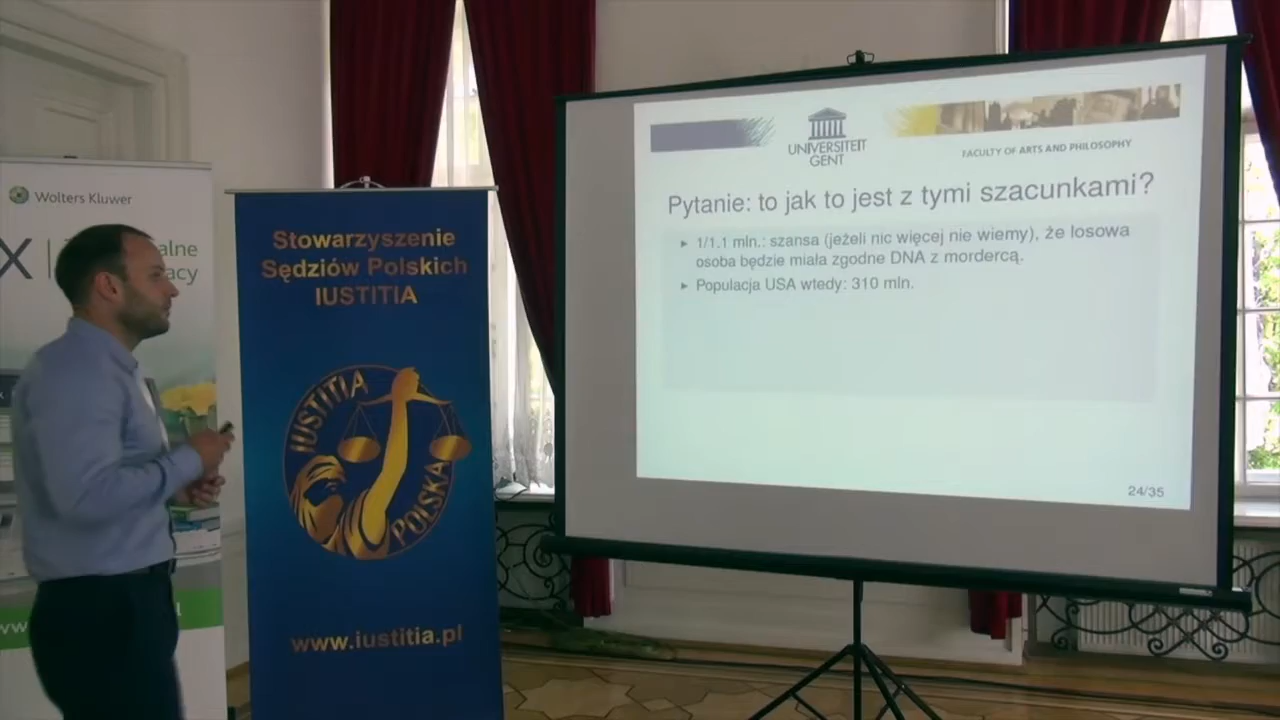 Wolters Kluwer
X
alne
acy
Stowarzyszenie
Sędziów Polskich
IUSTITIA
IUSTITIA
POLSKA
www.iustitia.pl
UNIVERSITEIT
GENT
FACULTY OF ARTS AND PHILOSOPHY
Pytanie: to jak to jest z tymi szacunkami?
▸ 1/1.1 mln.: szansa (jeżeli nic więcej nie wiemy), że losowa
osoba będzie miała zgodne DNA z mordercą.
▸ Populacja USA wtedy: 310 mln.
24/35